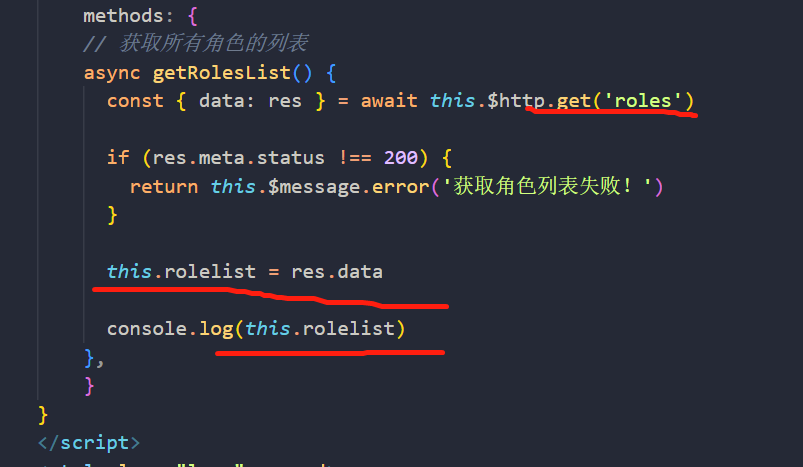 methods: {
// 获取所有角色的列表
async getRolesList() {
const { data: res } = await this.$http.get('roles')
if (res.meta.status !== 200) {
return this.$message.error('获取角色列表失败！')
}
this.rolelist = res.data
console.log(this.rolelist)
},
}
}
</script>